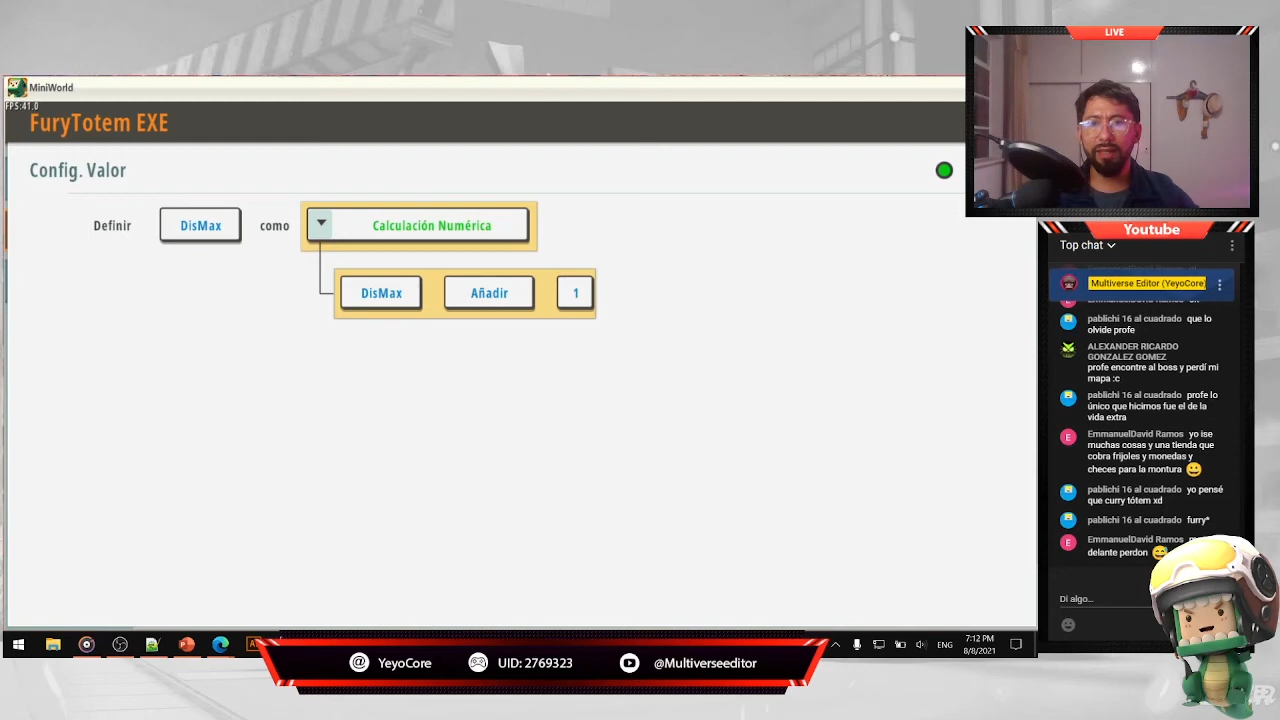 LIVE
MiniWorld
FPS:41.0
FuryTotem EXE
Config. Valor
Definir DisMax como Calculación Numérica
DisMax Añadir 1
Youtube
Top chat
Multiverse Editor (YeyoCore)
EmmanuelDavid Ramos
pablichi 16 al cuadrado que lo
olvide profe
ALEXANDER RICARDO
GONZALEZ GOMEZ
profe encontre al boss y perdí mi
mapa :c
pablichi 16 al cuadrado profe lo
único que hicimos fue el de la
vida extra
EmmanuelDavid Ramos yo ise
muchas cosas y una tienda que
cobra frijoles y monedas y
checes para la montura 😀
pablichi 16 al cuadrado yo pensé
que curry tótem xd
pablichi 16 al cuadrado furry*
EmmanuelDavid Ramos
delante perdon 😅
Di algo...
ENG
7:12 PM
8/8/2021
YeyoCore
UID: 2769323
@Multiverseeditor